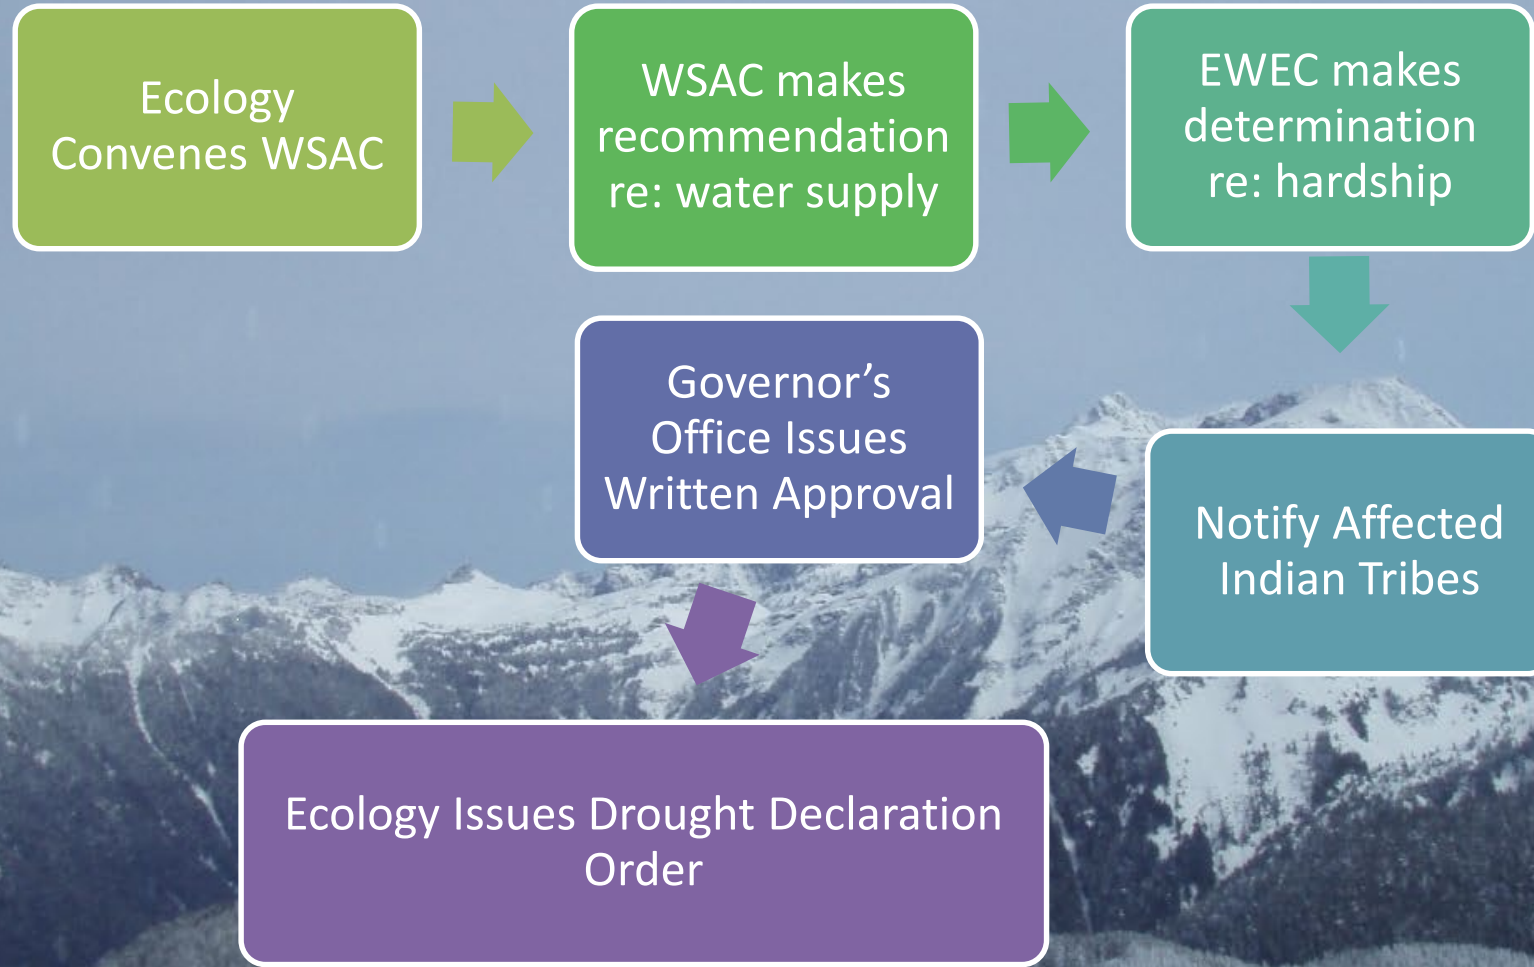 Ecology
Convenes WSAC
WSAC makes
recommendation
re: water supply
EWEC makes
determination
re: hardship
Notify Affected
Indian Tribes
Governor’s
Office Issues
Written Approval
Ecology Issues Drought Declaration
Order